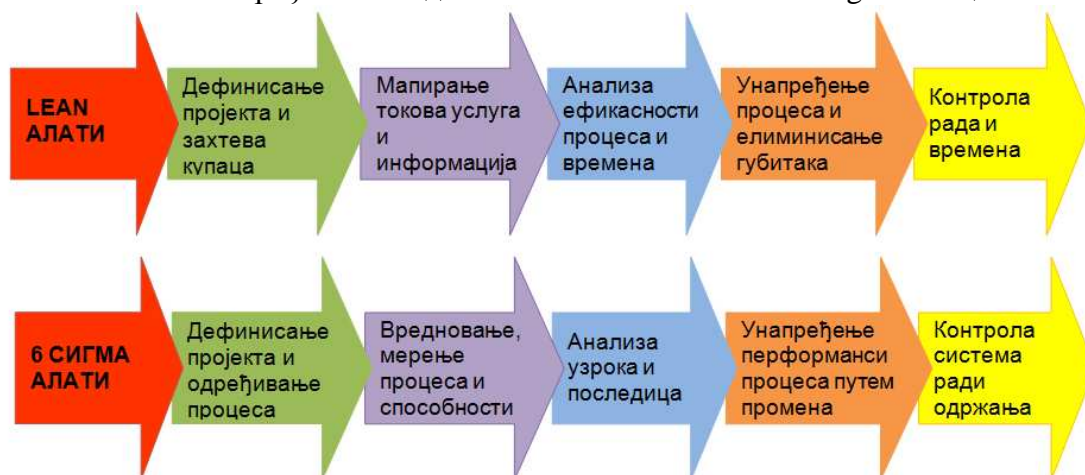 LEAN
АЛАТИ
Дефинисање
пројекта и
захтева
купаца
Мапирање
токова услуга
и
информација
Анализа
ефикасности
процеса и
времена
Унапређење
процеса и
елиминисање
губитака
Контрола
рада и
времена
6 СИГМА
АЛАТИ
Дефинисање
пројекта и
одређивање
процеса
Вредновање,
мерење
процеса и
способности
Анализа
узрока и
последица
Унапређење
перформанси
процеса путем
промена
Контрола
система
ради
одржања